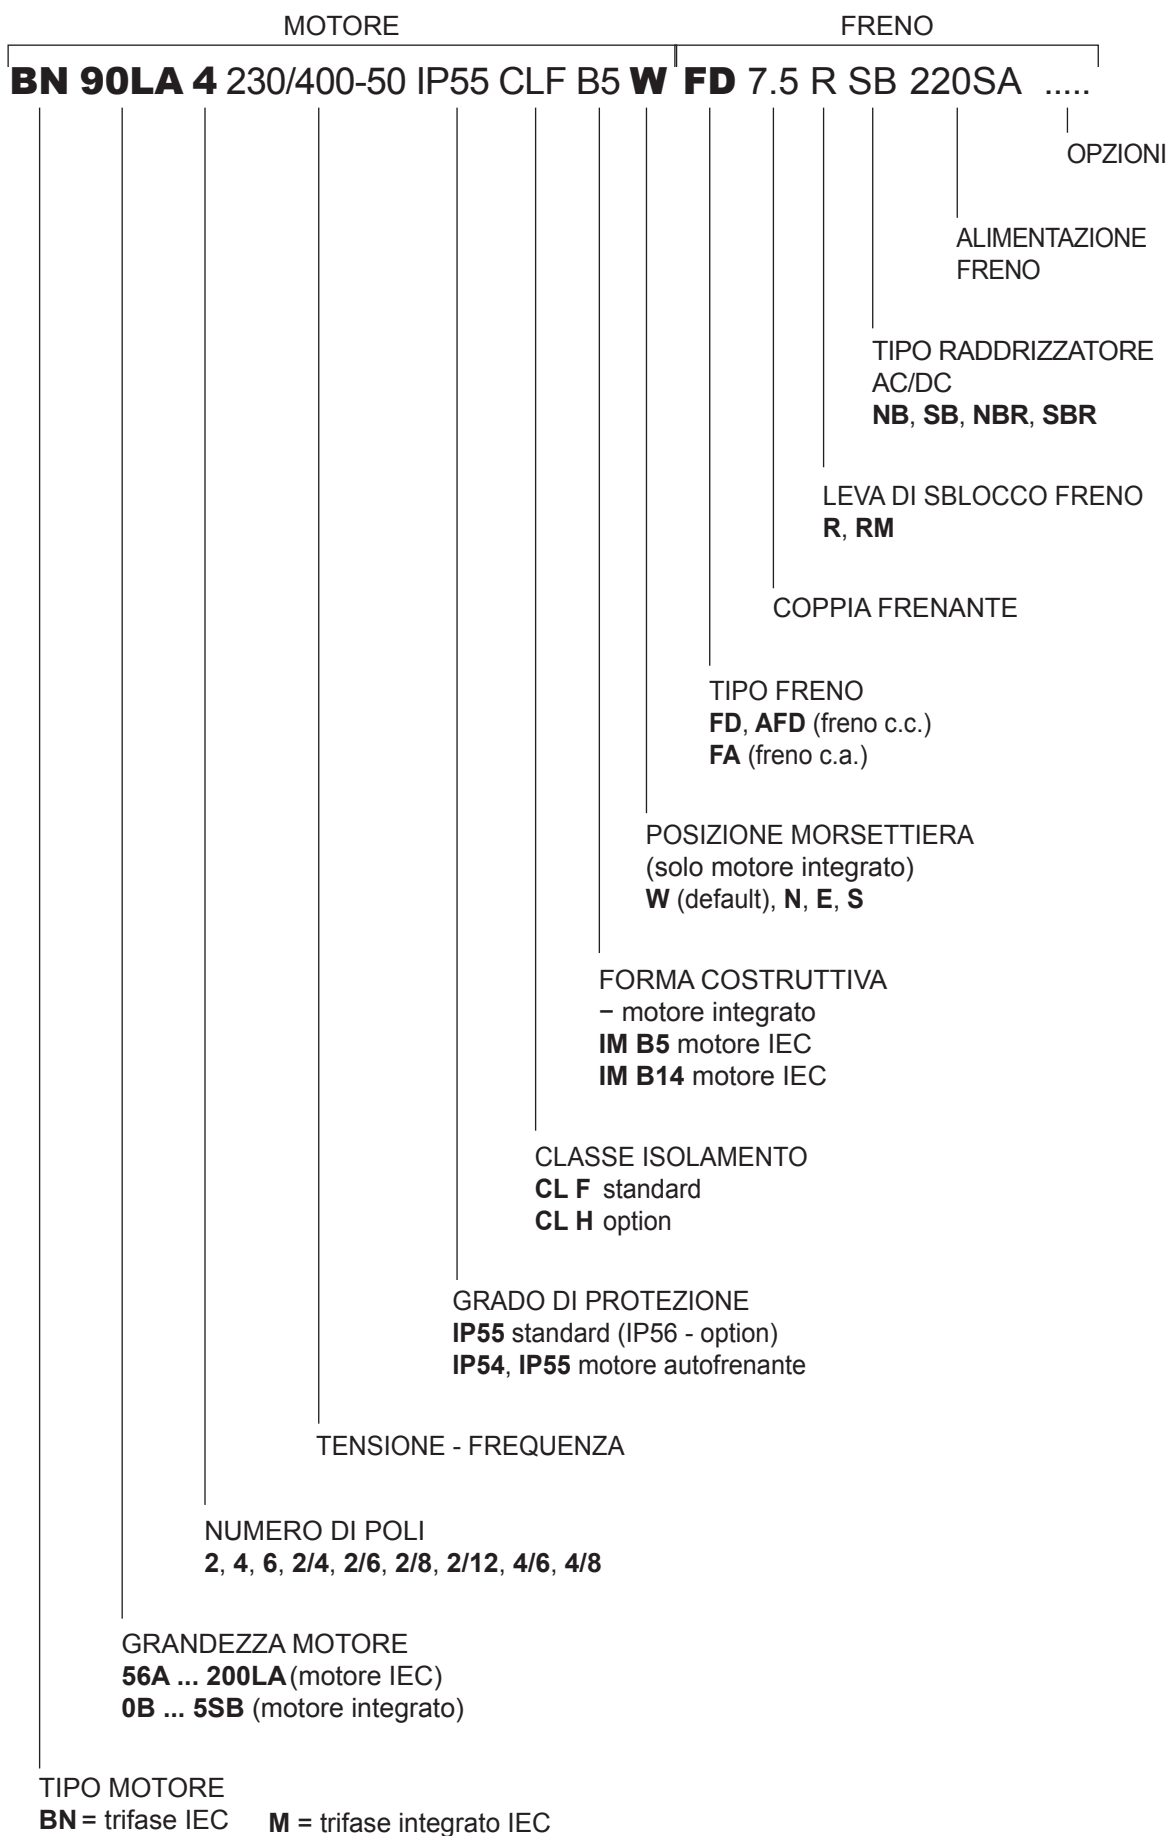 MOTORE FRENO
BN 90LA 4 230/400-50 IP55 CLF B5 W FD 7.5 R SB 220SA .....
OPZIONI
ALIMENTAZIONE
FRENO
TIPO RADDRIZZATORE
AC/DC
NB, SB, NBR, SBR
LEVA DI SBLOCCO FRENO
R, RM
COPPIA FRENANTE
TIPO FRENO
FD, AFD (freno c.c.)
FA (freno c.a.)
POSIZIONE MORSETTIERA
(solo motore integrato)
W (default), N, E, S
FORMA COSTRUTTIVA
− motore integrato
IM B5 motore IEC
IM B14 motore IEC
CLASSE ISOLAMENTO
CL F standard
CL H option
GRADO DI PROTEZIONE
IP55 standard (IP56 - option)
IP54, IP55 motore autofrenante
TENSIONE - FREQUENZA
NUMERO DI POLI
2, 4, 6, 2/4, 2/6, 2/8, 2/12, 4/6, 4/8
GRANDEZZA MOTORE
56A ... 200LA (motore IEC)
0B ... 5SB (motore integrato)
TIPO MOTORE
BN = trifase IEC M = trifase integrato IEC